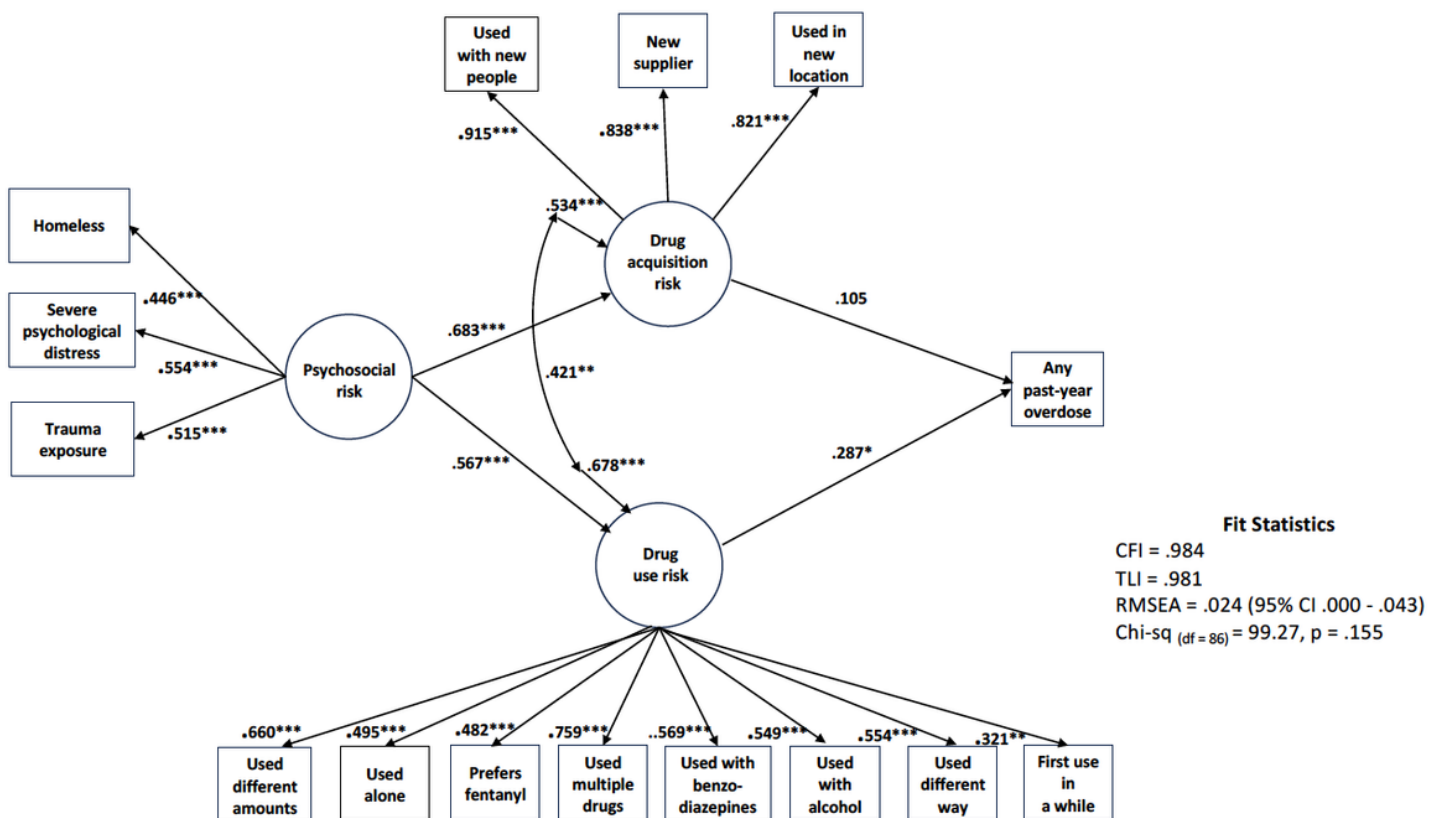 Used
with new
people
New
supplier
Used in
new
location
.915***
.838***
.821***
Homeless
.534***
Drug
acquisition
risk
.446***
Severe
psychological
distress
.683***
.105
.554***
Psychosocial
risk
.421**
Any
past-year
overdose
Trauma
exposure
.515***
.567***
.678***
.287*
Drug
use risk
Fit Statistics
CFI = .984
TLI = .981
RMSEA = .024 (95% CI .000 - .043)
Chi-sq (df = 86) = 99.27, p = .155
.660***
.495***
.482***
.759***
..569***
.549***
.554***
.321**
Used
different
amounts
Used
alone
Prefers
fentanyl
Used
multiple
drugs
Used with
benzo-
diazepines
Used
with
alcohol
Used
different
way
First use
in
a while